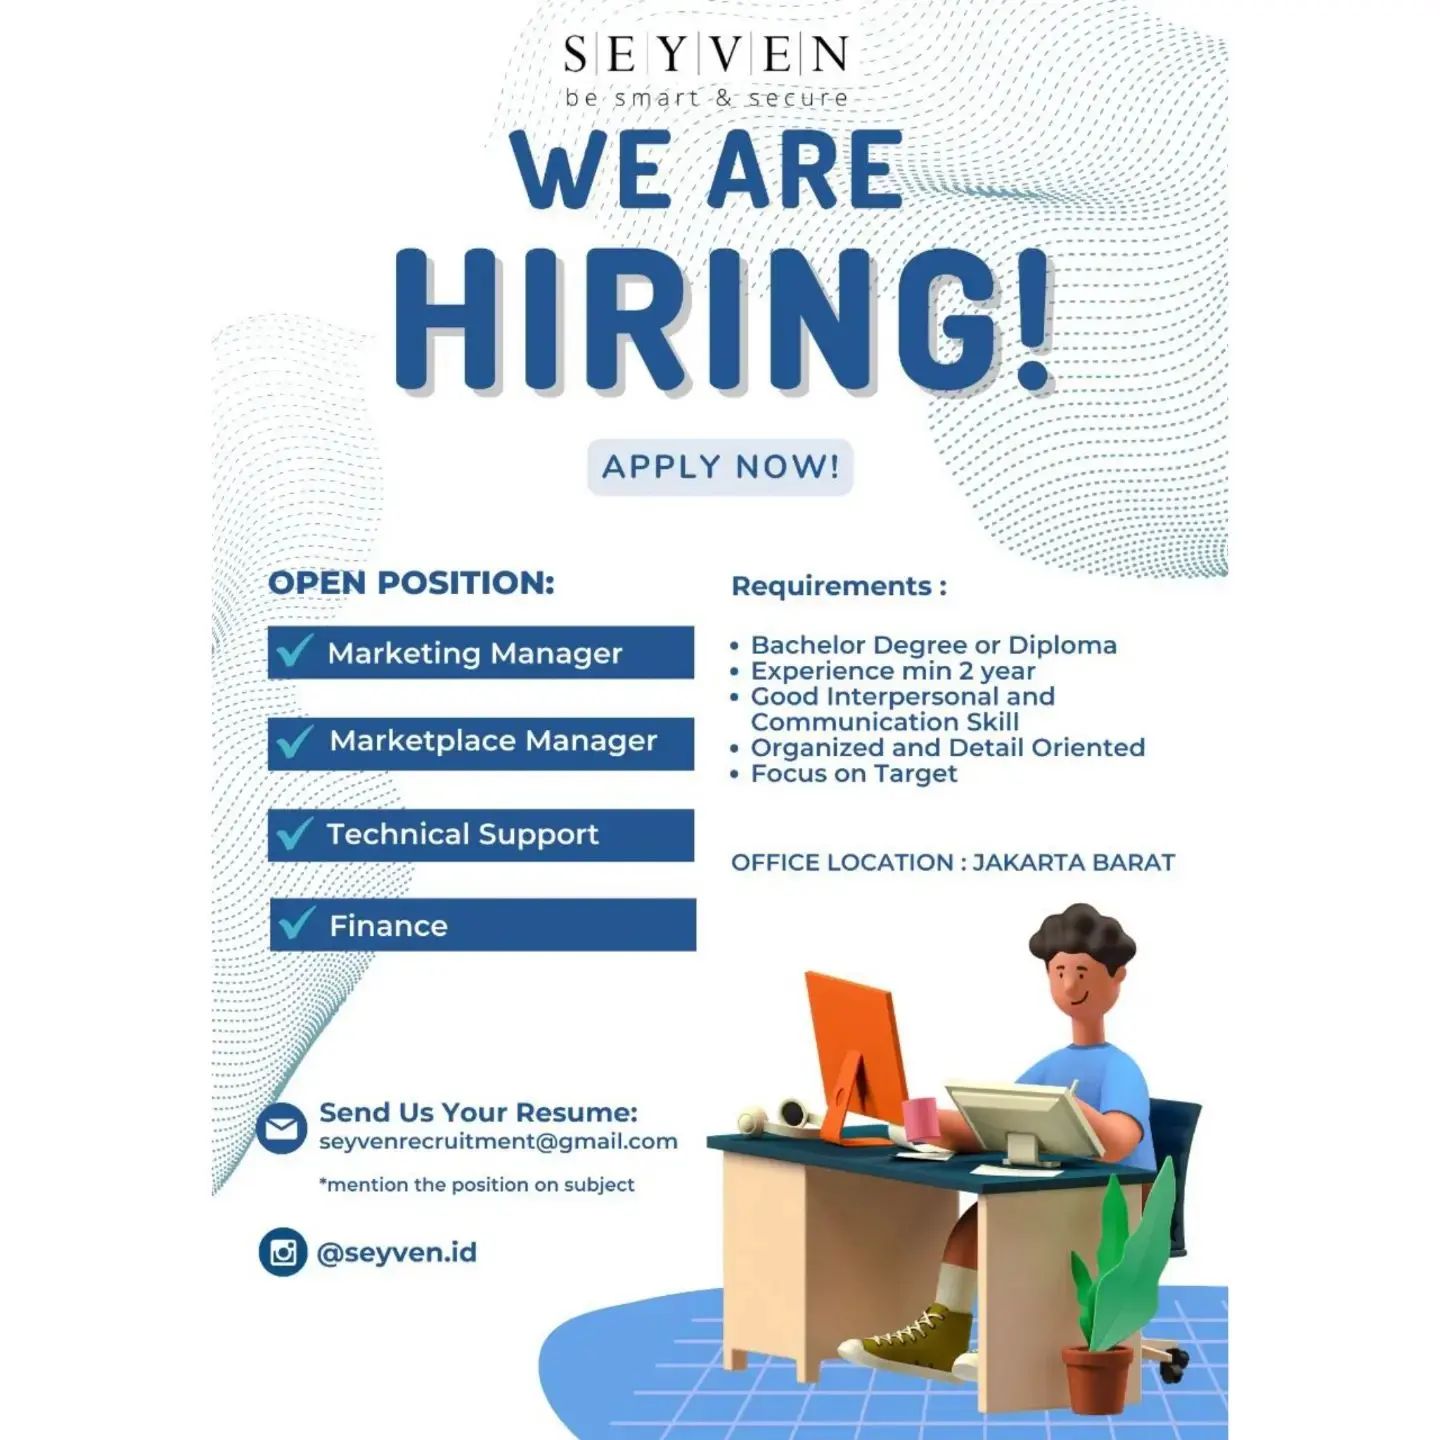 S|E|Y|V|E|N
be smart & secure
WE ARE
HIRING!
APPLY NOW!
OPEN POSITION:
Marketing Manager
Marketplace Manager
Technical Support
Finance
Requirements :
• Bachelor Degree or Diploma
• Experience min 2 year
• Good Interpersonal and
Communication Skill
• Organized and Detail Oriented
• Focus on Target
OFFICE LOCATION : JAKARTA BARAT
Send Us Your Resume:
seyvenrecruitment@gmail.com
*mention the position on subject
@seyven.id